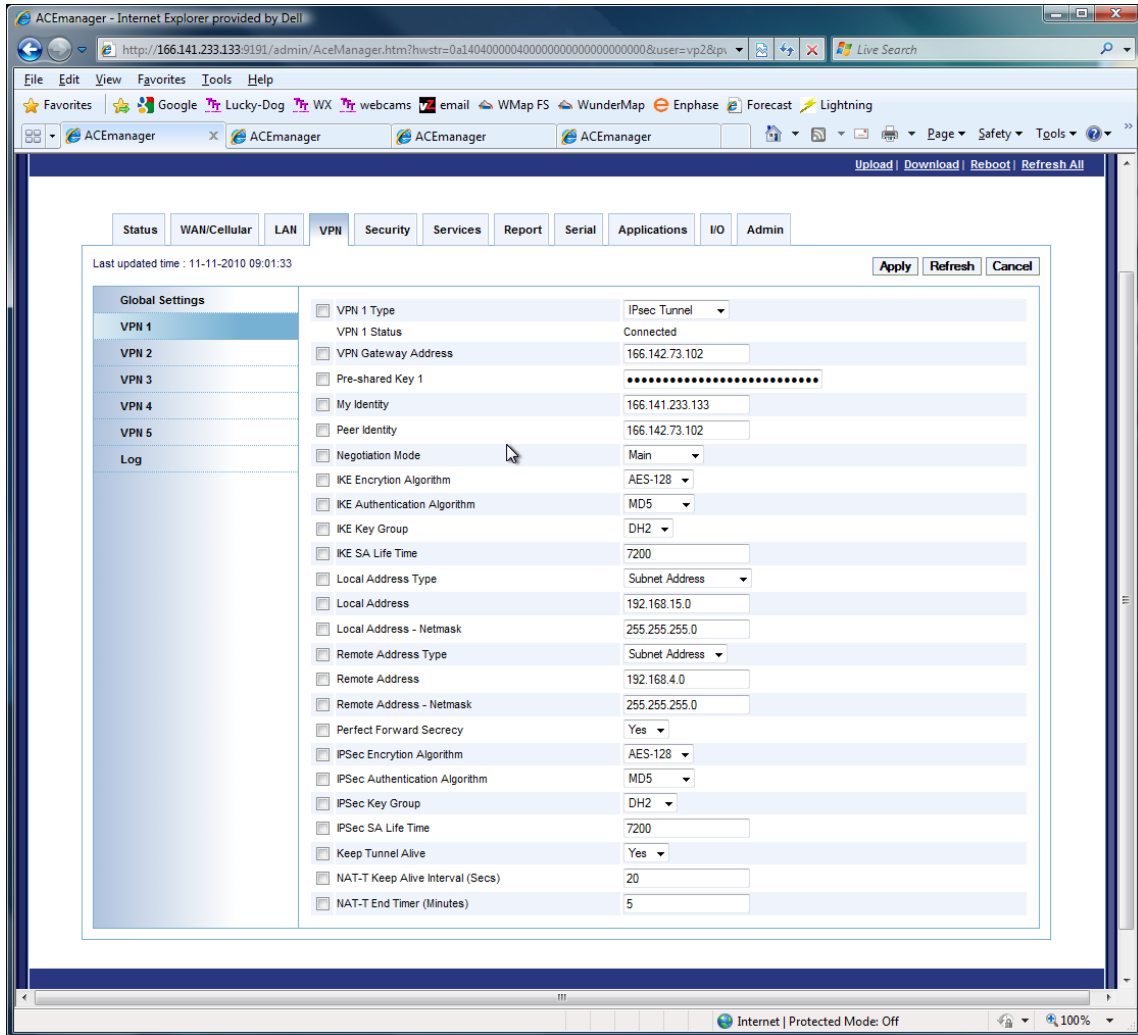 ACEmanager - Internet Explorer provided by Dell
http://166.141.233.133:9191/admin/AceManager.htm?hwstr=0a14040000400000000000000000000&user=vp2&pv
Live Search
File Edit View Favorites Tools Help
Favorites Google Lucky-Dog WX webcams email WMap FS WunderMap Enphase Forecast Lightning
ACEmanager X ACEmanager ACEmanager ACEmanager Page Safety Tools
Upload | Download | Reboot | Refresh All
Status WAN/Cellular LAN VPN Security Services Report Serial Applications I/O Admin
Last updated time : 11-11-2010 09:01:33 Apply Refresh Cancel
Global Settings
VPN 1
VPN 2
VPN 3
VPN 4
VPN 5
Log
VPN 1 Type IPsec Tunnel
VPN 1 Status Connected
VPN Gateway Address 166.142.73.102
Pre-shared Key 1 ••••••••••••••••••••••••••••
My Identity 166.141.233.133
Peer Identity 166.142.73.102
Negotiation Mode Main
IKE Encrytion Algorithm AES-128
IKE Authentication Algorithm MD5
IKE Key Group DH2
IKE SA Life Time 7200
Local Address Type Subnet Address
Local Address 192.168.15.0
Local Address - Netmask 255.255.255.0
Remote Address Type Subnet Address
Remote Address 192.168.4.0
Remote Address - Netmask 255.255.255.0
Perfect Forward Secrecy Yes
IPSec Encrytion Algorithm AES-128
IPSec Authentication Algorithm MD5
IPSec Key Group DH2
IPSec SA Life Time 7200
Keep Tunnel Alive Yes
NAT-T Keep Alive Interval (Secs) 20
NAT-T End Timer (Minutes) 5
Internet | Protected Mode: Off 100%